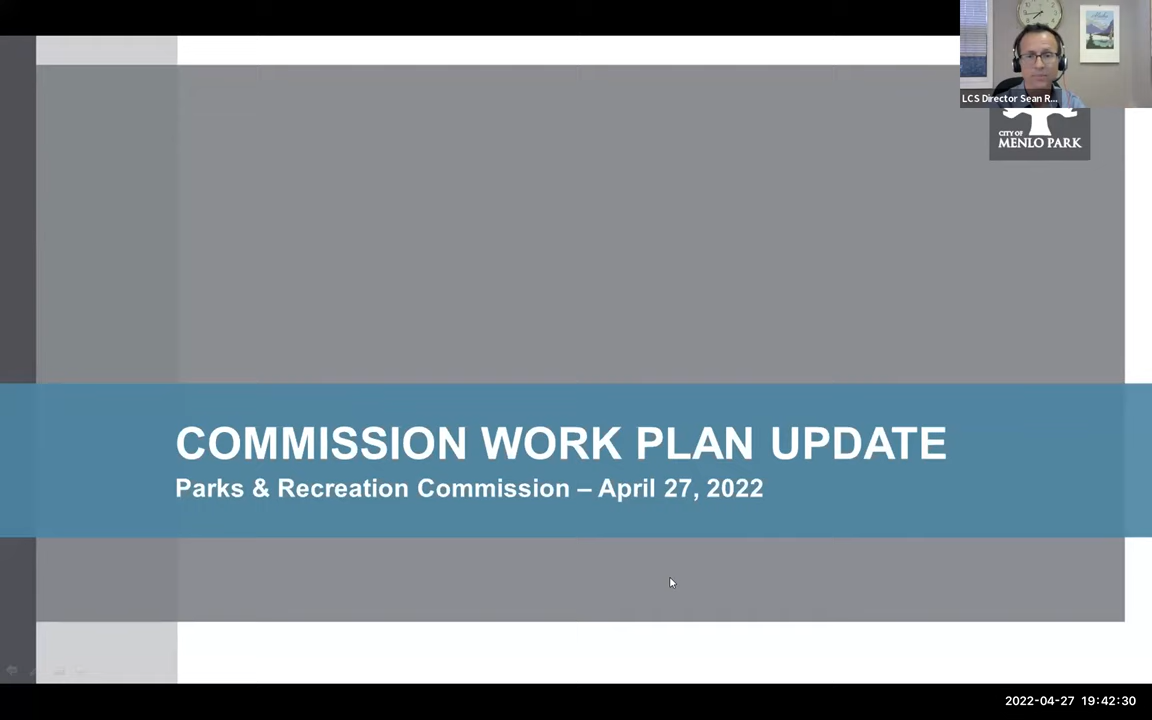 LCS Director Sean R...
CITY OF
MENLO PARK
COMMISSION WORK PLAN UPDATE
Parks & Recreation Commission – April 27, 2022
2022-04-27 19:42:30